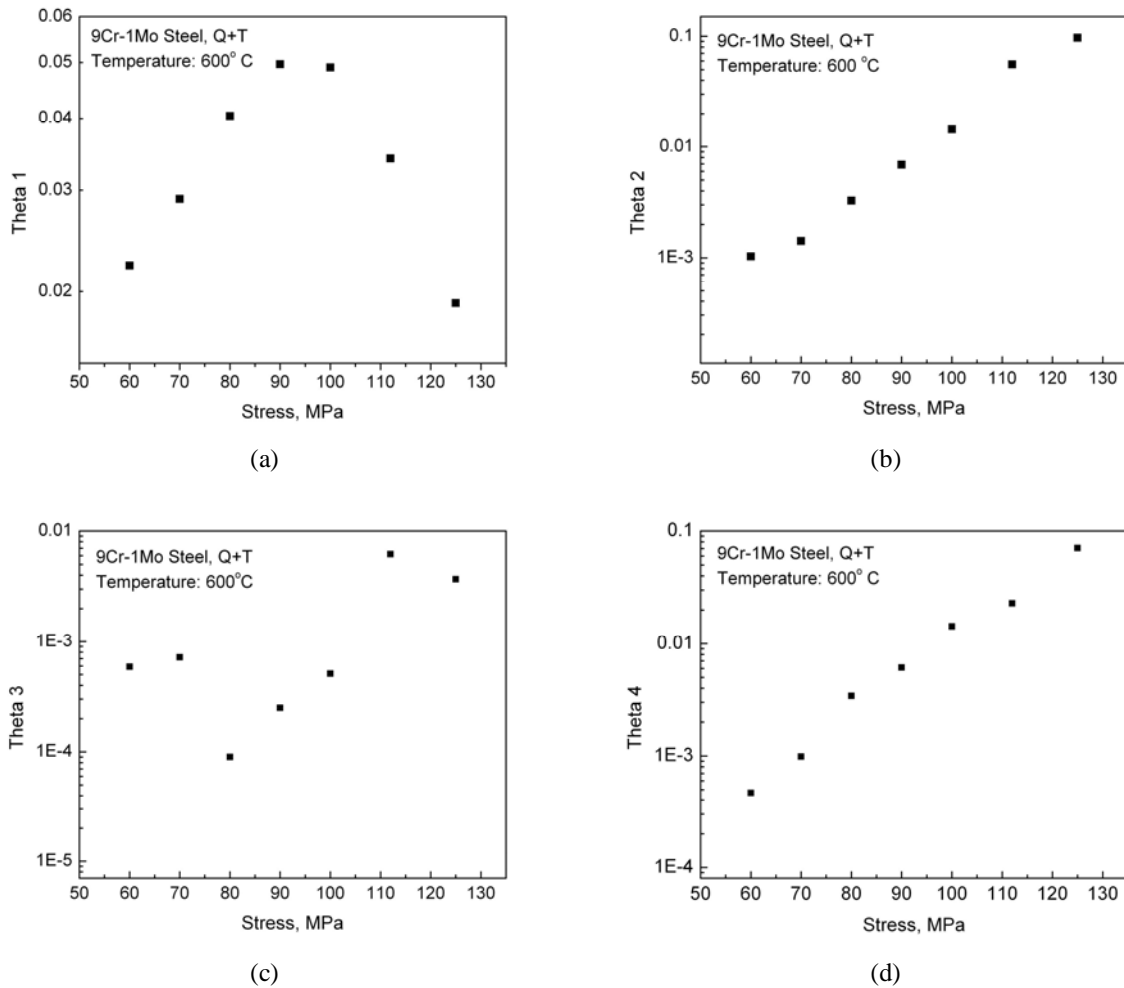 0.06
0.05
0.04
0.03
0.02
Theta 1
9Cr-1Mo Steel, Q+T
Temperature: 600° C
50 60 70 80 90 100 110 120 130
Stress, MPa
(a)
0.1
0.01
1E-3
Theta 2
9Cr-1Mo Steel, Q+T
Temperature: 600 °C
50 60 70 80 90 100 110 120 130
Stress, MPa
(b)
0.01
1E-3
1E-4
1E-5
Theta 3
9Cr-1Mo Steel, Q+T
Temperature: 600°C
50 60 70 80 90 100 110 120 130
Stress, MPa
(c)
0.1
0.01
1E-3
1E-4
Theta 4
9Cr-1Mo Steel, Q+T
Temperature: 600° C
50 60 70 80 90 100 110 120 130
Stress, MPa
(d)